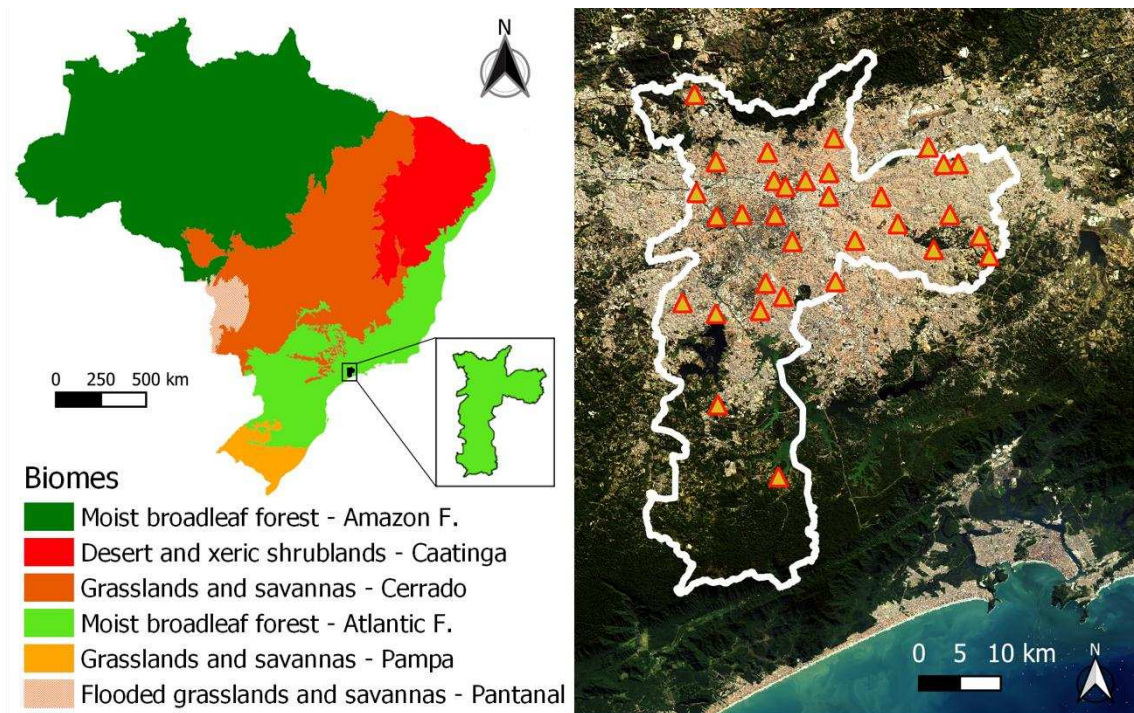 N
0 250 500 km
Biomes
Moist broadleaf forest - Amazon F.
Desert and xeric shrublands - Caatinga
Grasslands and savannas - Cerrado
Moist broadleaf forest - Atlantic F.
Grasslands and savannas - Pampa
Flooded grasslands and savannas - Pantanal
0 5 10 km
N